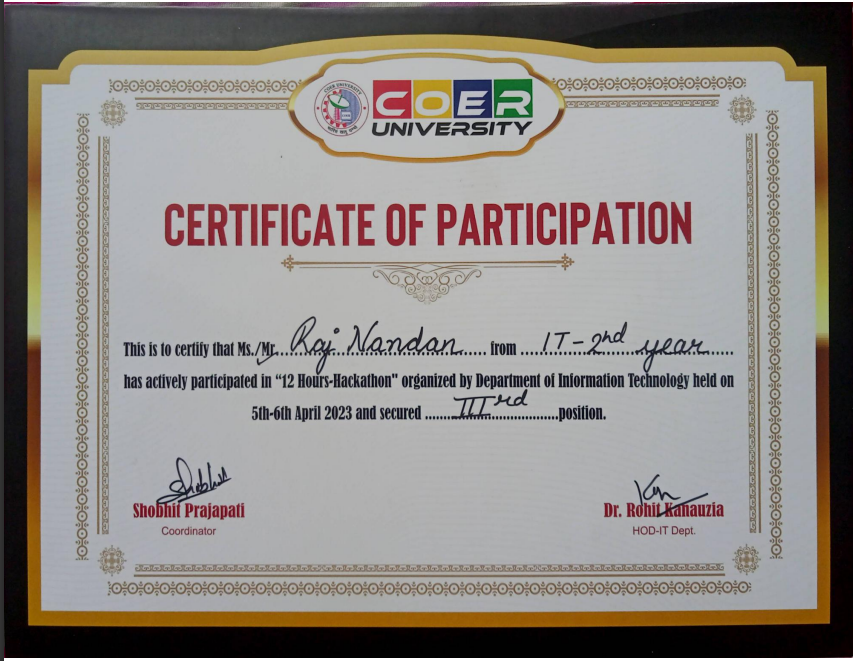 COER UNIVERSITY
COER
UNIVERSITY
CERTIFICATE OF PARTICIPATION
This is to certify that Ms./Mr. Raj Nandan from IT-2nd year
has actively participated in "12 Hours-Hackathon" organized by Department of Information Technology held on
5th-6th April 2023 and secured IIIrd position.
Shobhit
Shobhit Prajapati
Coordinator
Dr. Rohit Kanauzia
HOD-IT Dept.